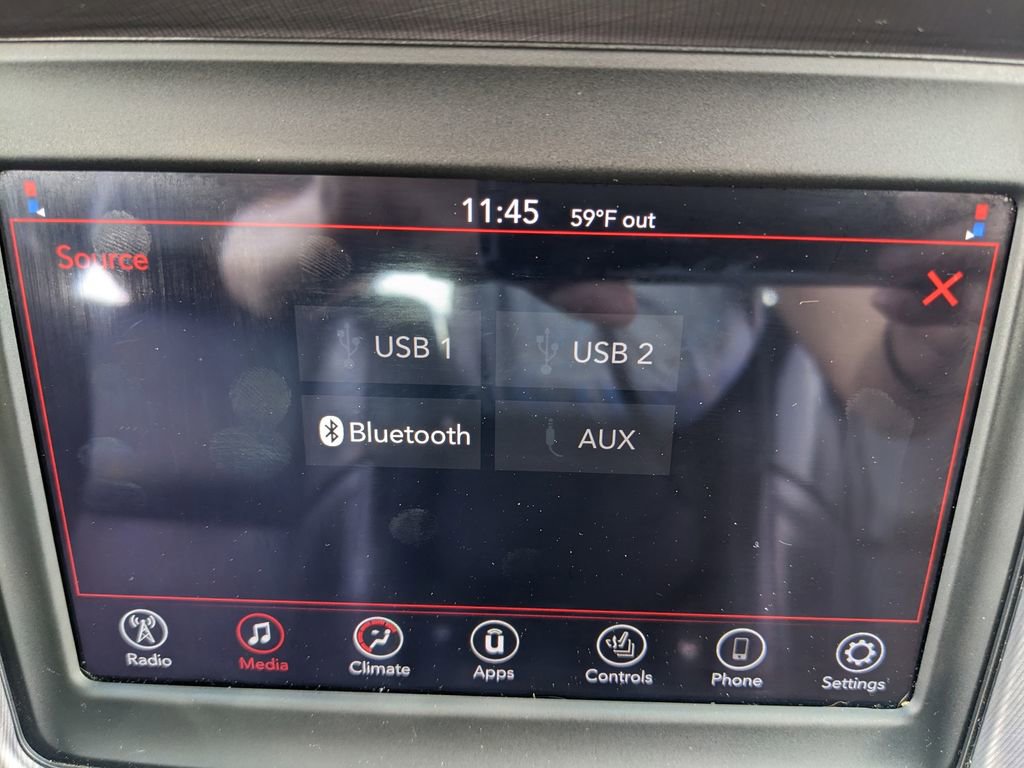 11:45 59°F out
Source
USB 1 USB 2
Bluetooth AUX
Radio Media Climate Apps Controls Phone Settings